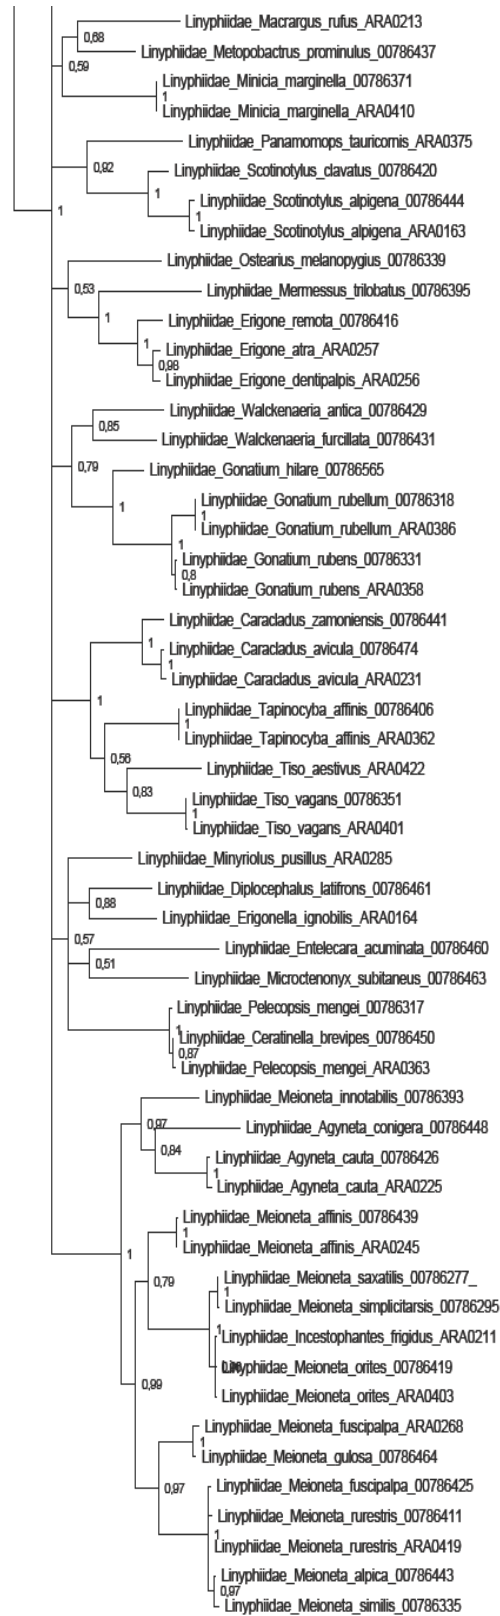 Linyphiidae_Macrargus_rufus_ARA0213
0,68
Linyphiidae_Metopobactrus_prominulus_00786437
0,59
Linyphiidae_Minicia_marginella_00786371
1
Linyphiidae_Minicia_marginella_ARA0410
Linyphiidae_Panamomops_tauricornis_ARA0375
0,92
Linyphiidae_Scotinotylus_clavatus_00786420
1
Linyphiidae_Scotinotylus_alpigena_00786444
1
1
Linyphiidae_Scotinotylus_alpigena_ARA0163
Linyphiidae_Ostearius_melanopygius_00786339
0,53
Linyphiidae_Mermessus_trilobatus_00786395
1
Linyphiidae_Erigone_remota_00786416
1
Linyphiidae_Erigone_atra_ARA0257
0,98
Linyphiidae_Erigone_dentipalpis_ARA0256
Linyphiidae_Walckenaeria_antica_00786429
0,85
Linyphiidae_Walckenaeria_furcillata_00786431
0,79
Linyphiidae_Gonatium_hilare_00786565
1
Linyphiidae_Gonatium_rubellum_00786318
1
Linyphiidae_Gonatium_rubellum_ARA0386
1
Linyphiidae_Gonatium_rubens_00786331
0,8
Linyphiidae_Gonatium_rubens_ARA0358
Linyphiidae_Caracladus_zamoniensis_00786441
1
Linyphiidae_Caracladus_avicula_00786474
1
Linyphiidae_Caracladus_avicula_ARA0231
1
Linyphiidae_Tapinocyba_affinis_00786406
1
Linyphiidae_Tapinocyba_affinis_ARA0362
0,56
Linyphiidae_Tiso_aestivus_ARA0422
0,83
Linyphiidae_Tiso_vagans_00786351
1
Linyphiidae_Tiso_vagans_ARA0401
Linyphiidae_Minyriolus_pusillus_ARA0285
Linyphiidae_Diplocephalus_latifrons_00786461
0,88
Linyphiidae_Erigonella_ignobilis_ARA0164
0,57
Linyphiidae_Entelecara_acuminata_00786460
0,51
Linyphiidae_Microctenonyx_subitaneus_00786463
Linyphiidae_Pelecopsis_mengei_00786317
1
Linyphiidae_Ceratinella_brevipes_00786450
0,87
Linyphiidae_Pelecopsis_mengei_ARA0363
Linyphiidae_Meioneta_innotabilis_00786393
0,97
Linyphiidae_Agyneta_conigera_00786448
0,84
Linyphiidae_Agyneta_cauta_00786426
1
Linyphiidae_Agyneta_cauta_ARA0225
Linyphiidae_Meioneta_affinis_00786439
1
Linyphiidae_Meioneta_affinis_ARA0245
1
0,79
Linyphiidae_Meioneta_saxatilis_00786277_
1
Linyphiidae_Meioneta_simplicitarsis_00786295
1
Linyphiidae_Incestophantes_frigidus_ARA0211
Linyphiidae_Meioneta_orites_00786419
0,99
Linyphiidae_Meioneta_orites_ARA0403
Linyphiidae_Meioneta_fuscipalpa_ARA0268
1
Linyphiidae_Meioneta_gulosa_00786464
0,97
Linyphiidae_Meioneta_fuscipalpa_00786425
Linyphiidae_Meioneta_rurestris_00786411
1
Linyphiidae_Meioneta_rurestris_ARA0419
Linyphiidae_Meioneta_alpica_00786443
0,97
Linyphiidae_Meioneta_similis_00786335